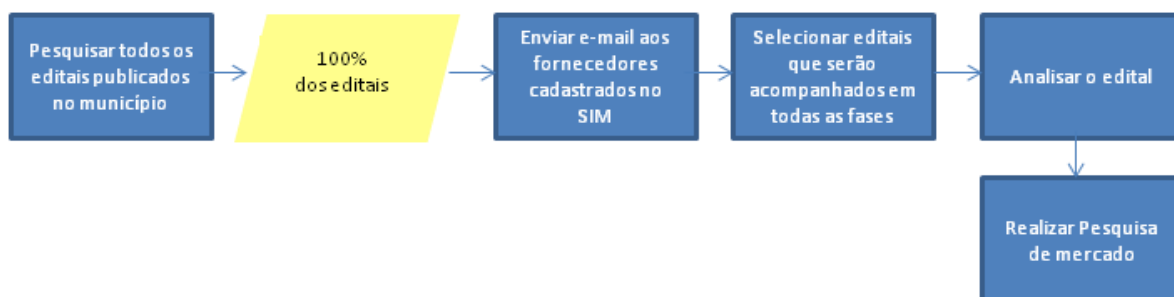 Pesquisar todos os
editais publicados
no município
100%
dos editais
Enviar e-mail aos
fornecedores
cadastrados no
SIM
Selecionar editais
que serão
acompanhados em
todas as fases
Analisar o edital
Realizar Pesquisa
de mercado